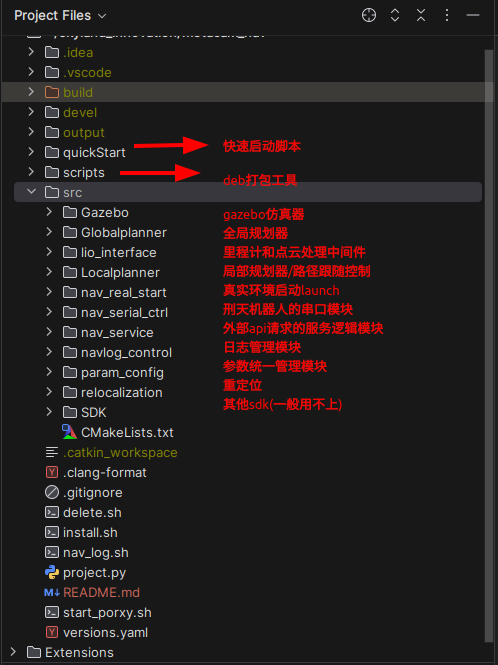 Project Files
.idea
.vscode
build
devel
output
quickStart 快速启动脚本
scripts deb打包工具
src
Gazebo gazebo仿真器
Globalplanner 全局规划器
lio_interface 里程计和点云处理中间件
Localplanner 局部规划器/路径跟随控制
nav_real_start 真实环境启动launch
nav_serial_ctrl 刑天机器人的串口模块
nav_service 外部api请求的服务逻辑模块
navlog_control 日志管理模块
param_config 参数统一管理模块
relocalization 重定位
SDK 其他sdk(一般用不上)
CMakeLists.txt
.catkin_workspace
.clang-format
.gitignore
delete.sh
install.sh
nav_log.sh
project.py
README.md
start_porxy.sh
versions.yaml
Extensions